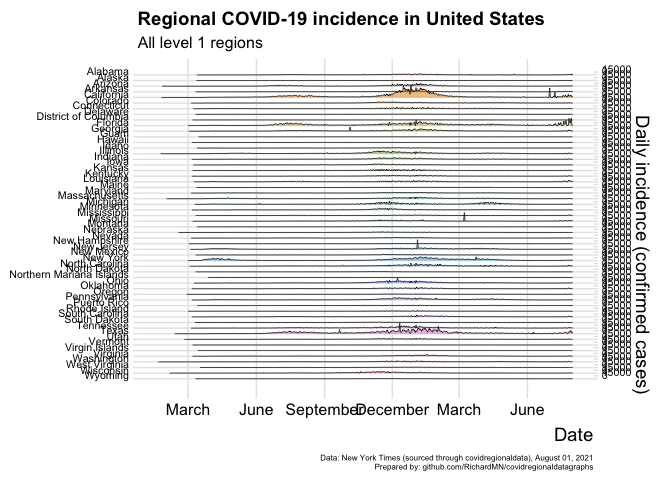 Regional COVID-19 incidence in United States
All level 1 regions
Alabama
Alaska
Arizona
Arkansas
California
Colorado
Connecticut
Delaware
District of Columbia
Florida
Georgia
Guam
Hawaii
Idaho
Illinois
Indiana
Iowa
Kansas
Kentucky
Louisiana
Maine
Maryland
Massachusetts
Michigan
Minnesota
Mississippi
Missouri
Montana
Nebraska
Nevada
New Hampshire
New Jersey
New Mexico
New York
North Carolina
North Dakota
Northern Mariana Islands
Ohio
Oklahoma
Oregon
Pennsylvania
Puerto Rico
Rhode Island
South Carolina
South Dakota
Tennessee
Texas
Utah
Vermont
Virgin Islands
Virginia
Washington
West Virginia
Wisconsin
Wyoming
Daily incidence (confirmed cases)
March
June
September
December
March
June
Date
Data: New York Times (sourced through covidregionaldata), August 01, 2021
Prepared by: github.com/RichardMN/covidregionaldatagraphs